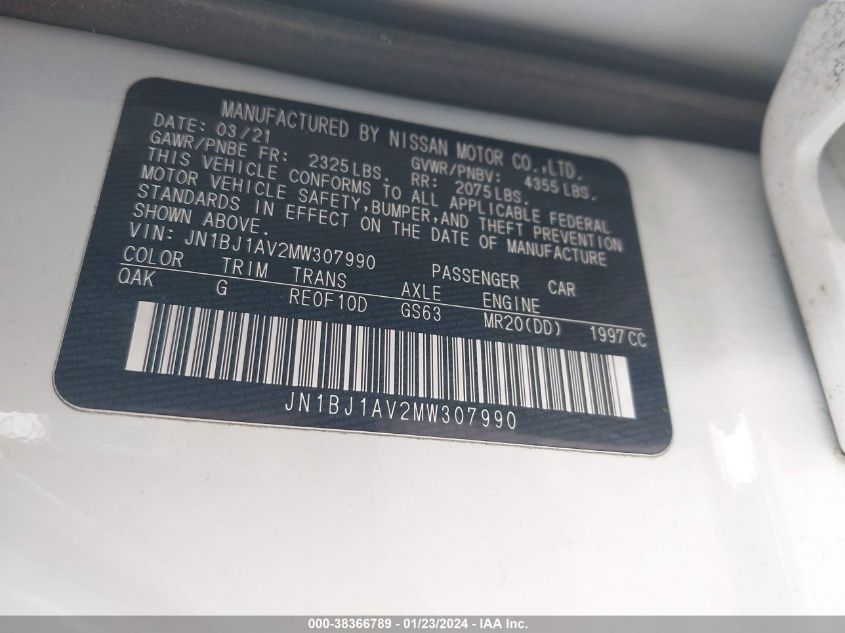 MANUFACTURED BY NISSAN MOTOR CO.,LTD.
DATE: 03/21 GVWR/PNBV: 4355 LBS.
GAWR/PNBE FR: 2325LBS. RR: 2075LBS.
THIS VEHICLE CONFORMS TO ALL APPLICABLE FEDERAL
MOTOR VEHICLE SAFETY,BUMPER,AND THEFT PREVENTION
STANDARDS IN EFFECT ON THE DATE OF MANUFACTURE
SHOWN ABOVE.
VIN: JN1BJ1AV2MW307990 PASSENGER CAR
COLOR TRIM TRANS AXLE ENGINE
QAK G RE0F10D GS63 MR20(DD) 1997CC
JN1BJ1AV2MW307990
000-38366789 - 01/23/2024 - IAA Inc.